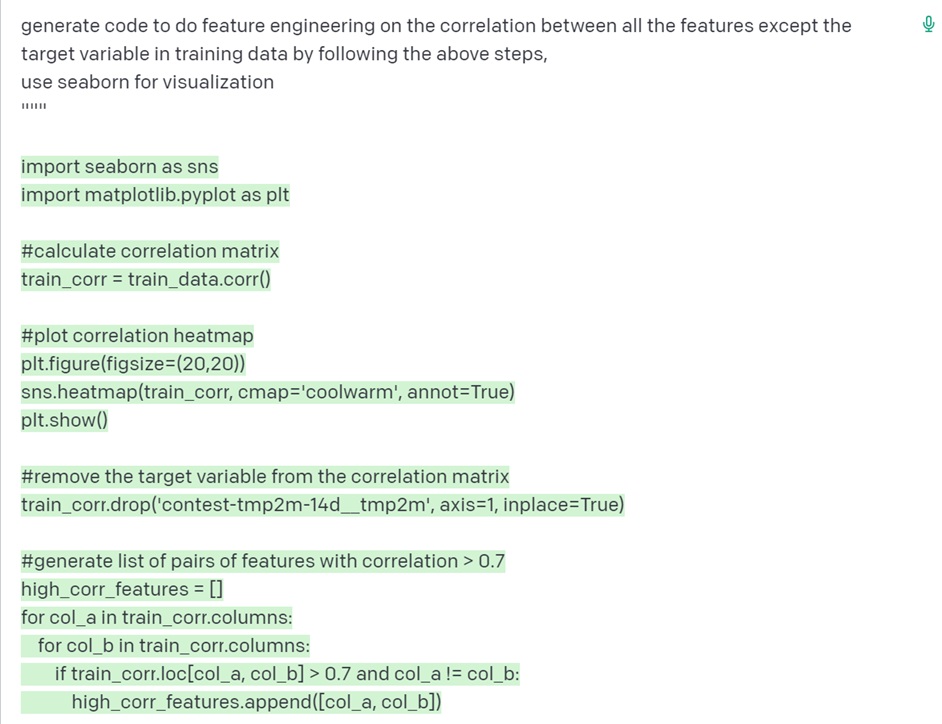 generate code to do feature engineering on the correlation between all the features except the
target variable in training data by following the above steps,
use seaborn for visualization
""""
import seaborn as sns
import matplotlib.pyplot as plt
#calculate correlation matrix
train_corr = train_data.corr()
#plot correlation heatmap
plt.figure(figsize=(20,20))
sns.heatmap(train_corr, cmap='coolwarm', annot=True)
plt.show()
#remove the target variable from the correlation matrix
train_corr.drop('contest-tmp2m-14d__tmp2m', axis=1, inplace=True)
#generate list of pairs of features with correlation > 0.7
high_corr_features = []
for col_a in train_corr.columns:
    for col_b in train_corr.columns:
        if train_corr.loc[col_a, col_b] > 0.7 and col_a != col_b:
            high_corr_features.append([col_a, col_b])